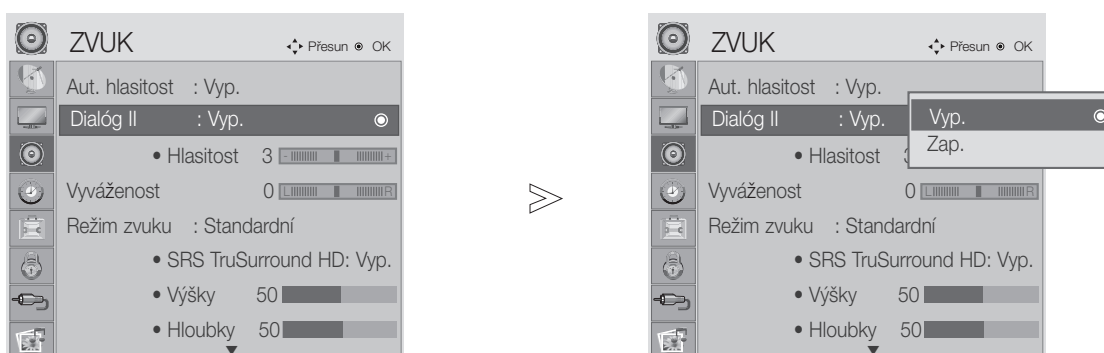 ZVUK
Přesun OK
Aut. hlasitost : Vyp.
Dialóg II : Vyp.
• Hlasitost 3 - +
Vyváženost 0 L R
Režim zvuku : Standardní
• SRS TruSurround HD: Vyp.
• Výšky 50
• Hloubky 50
ZVUK
Přesun OK
Aut. hlasitost : Vyp.
Dialóg II : Vyp.
Vyp.
Zap.
• Hlasitost
Vyváženost 0 L R
Režim zvuku : Standardní
• SRS TruSurround HD: Vyp.
• Výšky 50
• Hloubky 50